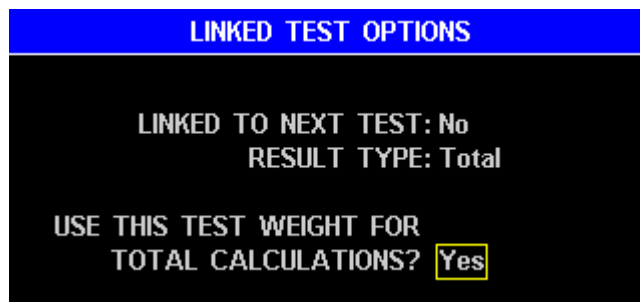 LINKED TEST OPTIONS
LINKED TO NEXT TEST: No
RESULT TYPE: Total
USE THIS TEST WEIGHT FOR
TOTAL CALCULATIONS? Yes